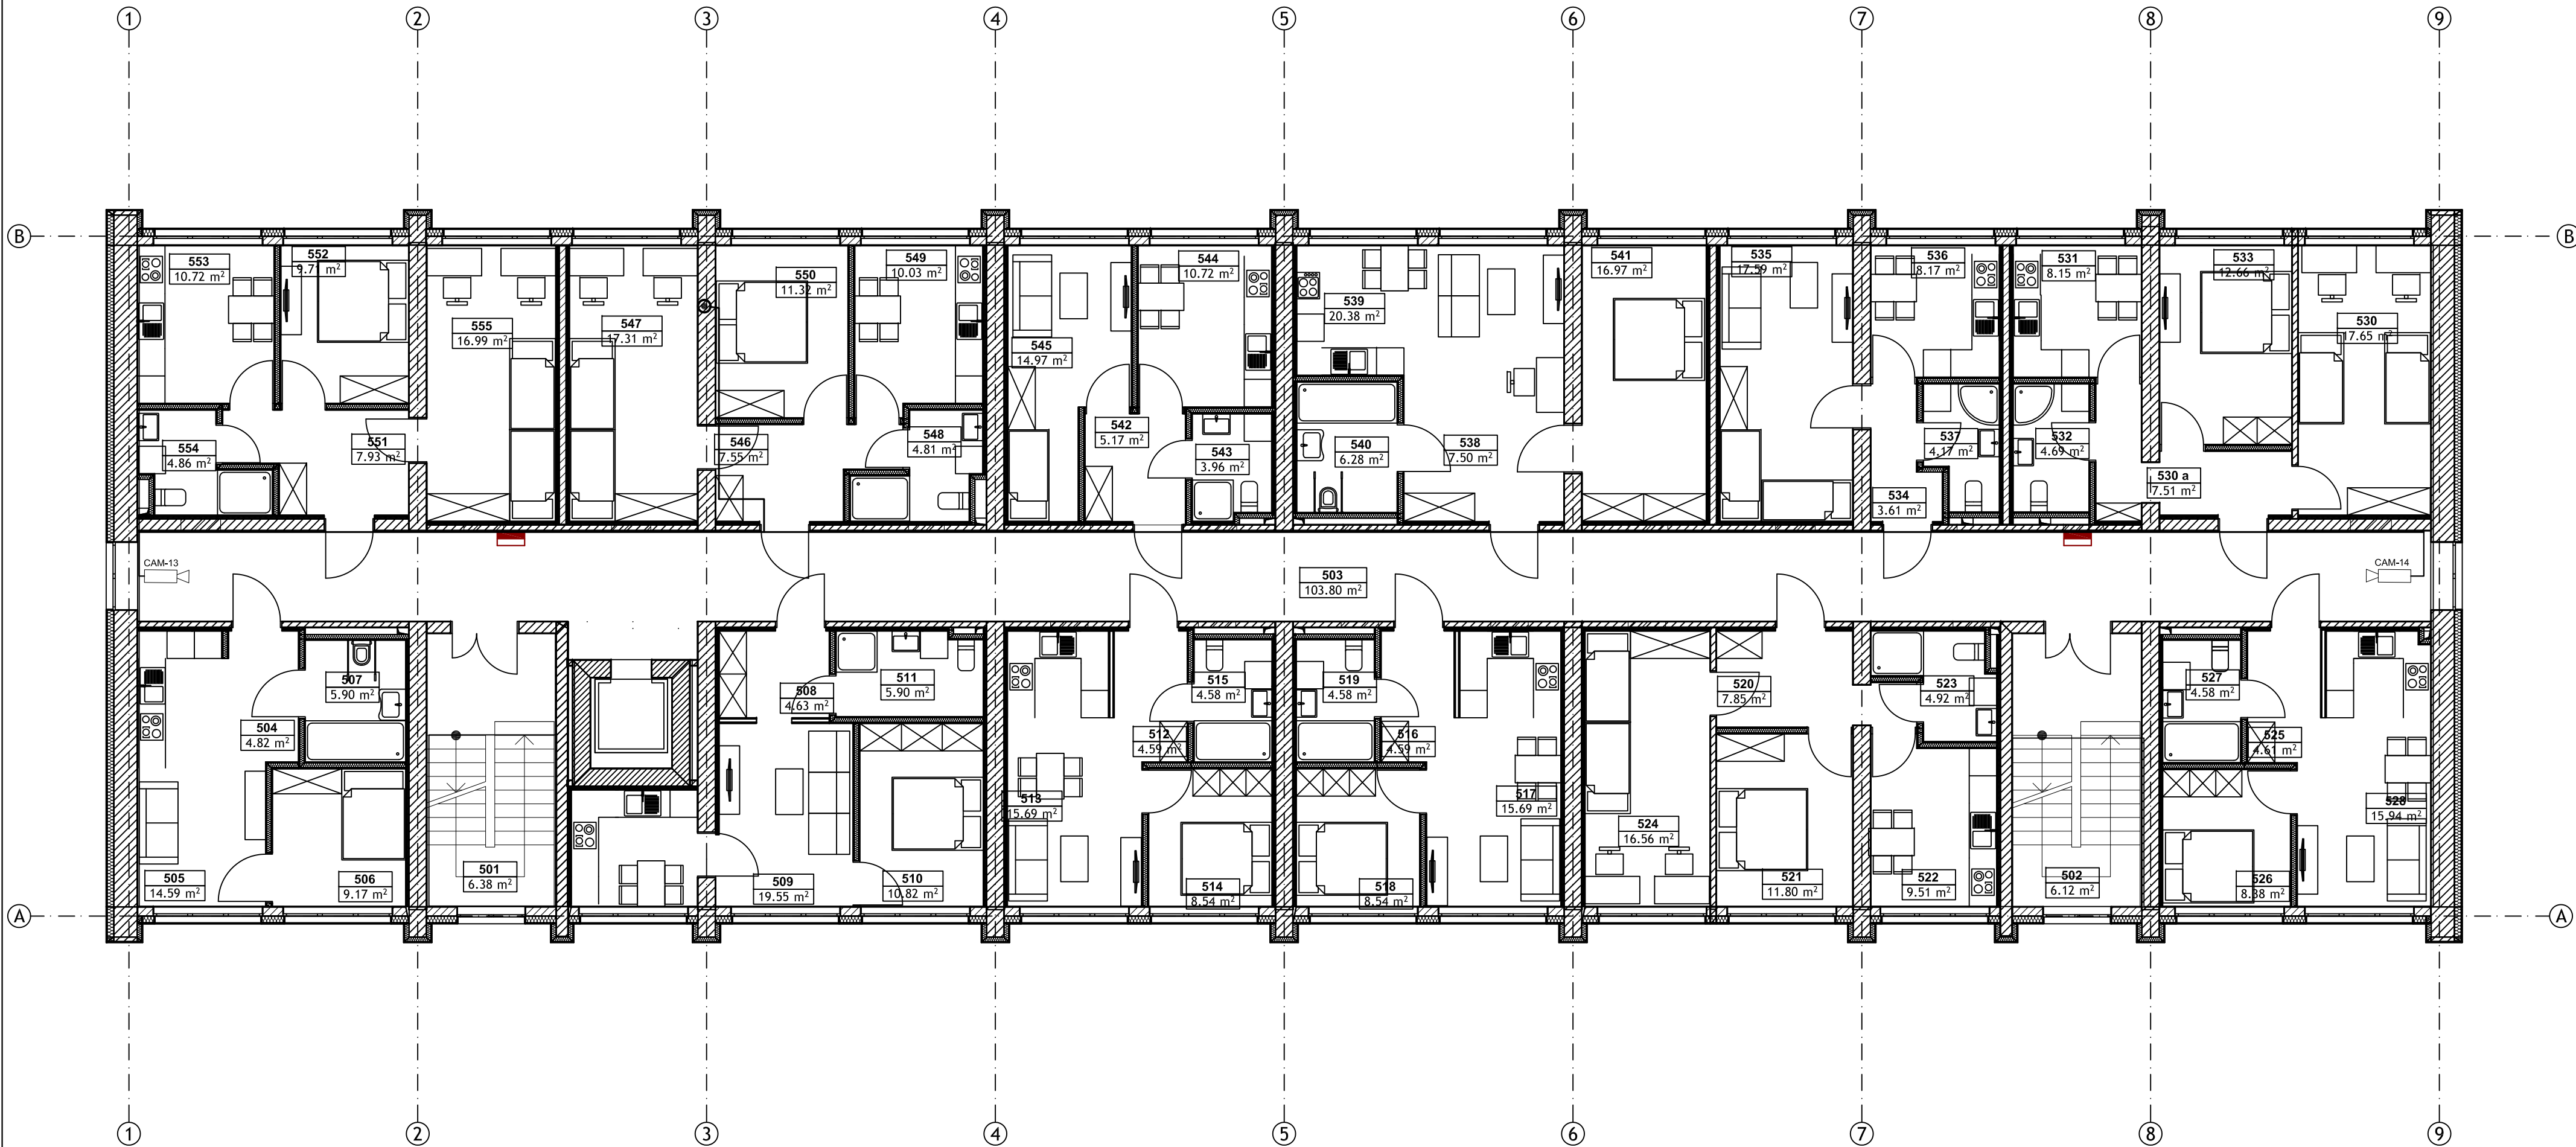 1 2 3 4 5 6 7 8 9
B B
553
10.72 m²
552
9.71 m²
555
16.99 m²
547
17.31 m²
550
11.32 m²
549
10.03 m²
545
14.97 m²
544
10.72 m²
539
20.38 m²
541
16.97 m²
535
17.59 m²
536
8.17 m²
531
8.15 m²
533
12.66 m²
530
17.65 m²
554
4.86 m²
551
7.93 m²
546
7.55 m²
548
4.81 m²
542
5.17 m²
543
3.96 m²
540
6.28 m²
538
7.50 m²
537
4.17 m²
532
4.69 m²
534
3.61 m²
530 a
7.51 m²
CAM-13
503
103.80 m²
CAM-14
504
4.82 m²
507
5.90 m²
508
4.63 m²
511
5.90 m²
515
4.58 m²
519
4.58 m²
520
7.85 m²
523
4.92 m²
527
4.58 m²
512
4.59 m²
516
4.59 m²
525
4.61 m²
513
15.69 m²
517
15.69 m²
524
16.56 m²
528
15.94 m²
505
14.59 m²
506
9.17 m²
501
6.38 m²
509
19.55 m²
510
10.82 m²
514
8.54 m²
518
8.54 m²
521
11.80 m²
522
9.51 m²
502
6.12 m²
526
8.38 m²
A A
1 2 3 4 5 6 7 8 9